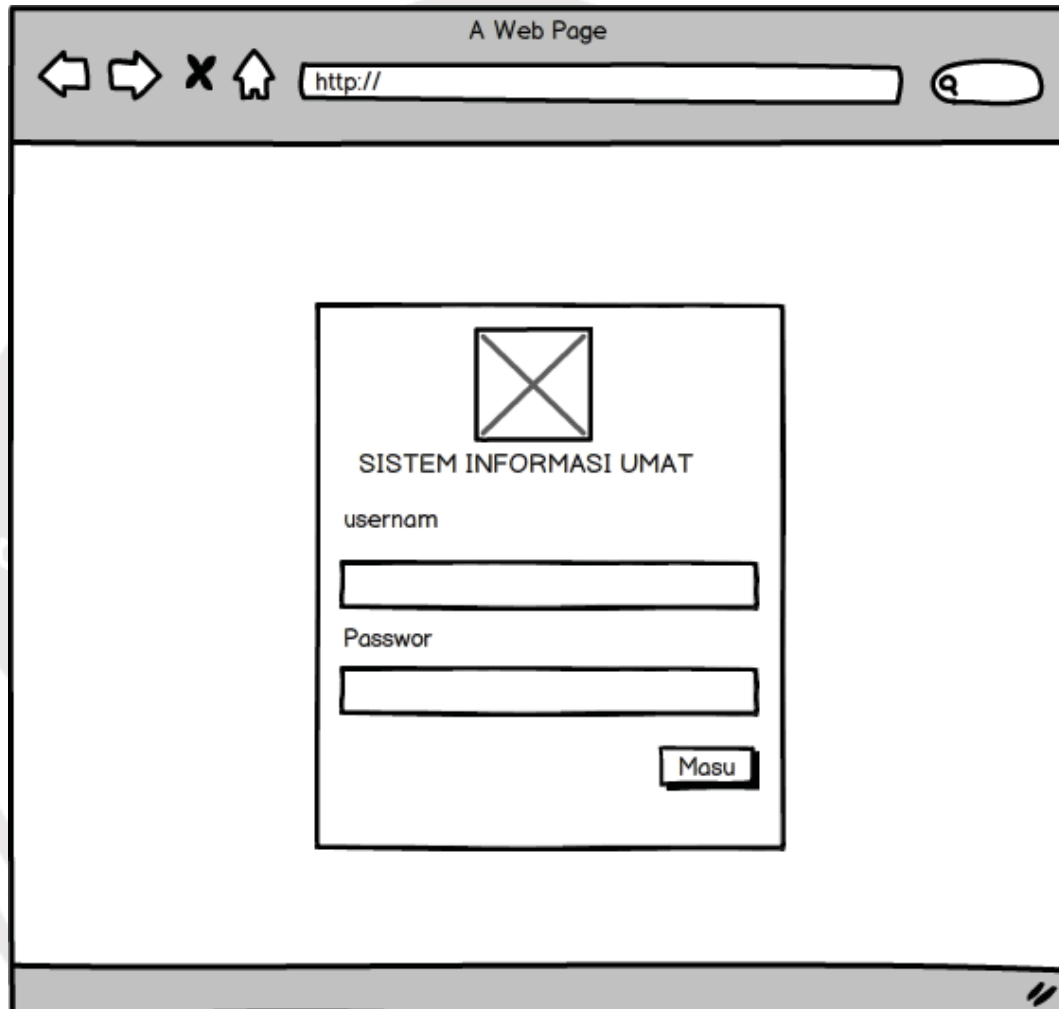 A Web Page
http://
SISTEM INFORMASI UMAT
usernam
Passwor
Masu